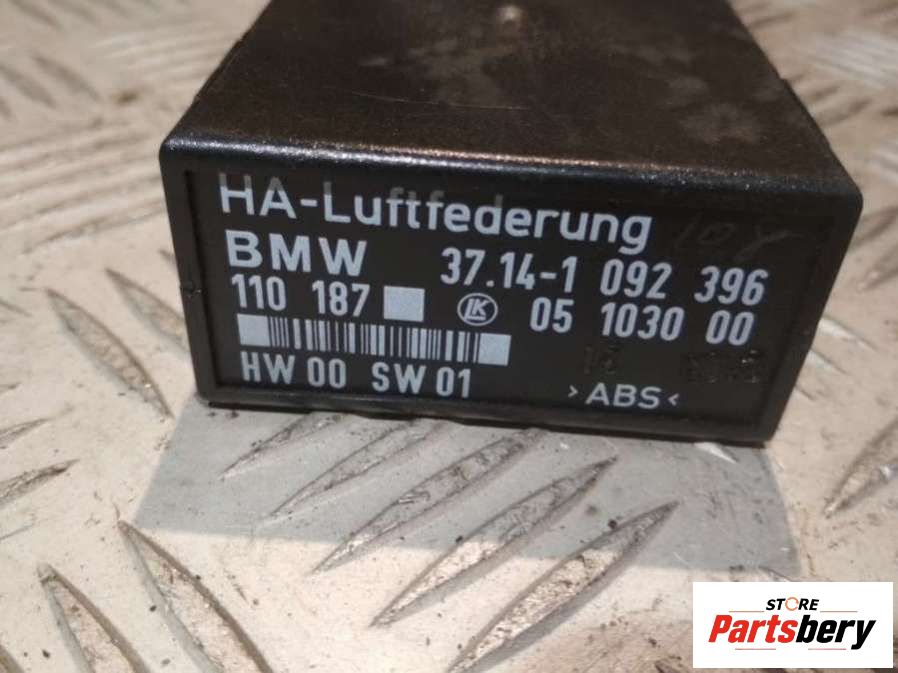 HA-Luftfederung
BMW 37.14-1 092 396
110 187 LK 05 1030 00
HW 00 SW 01
>ABS<
STORE
Partsbery